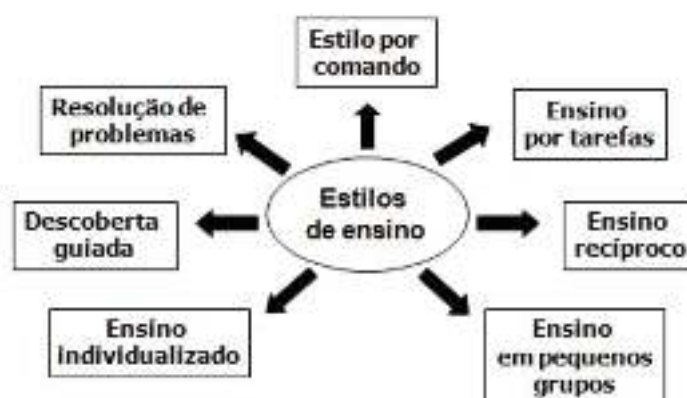 Estilo por
comando
Resolução de
problemas
Ensino
por tarefas
Estilos
de ensino
Descoberta
guiada
Ensino
recíproco
Ensino
individualizado
Ensino
em pequenos
grupos